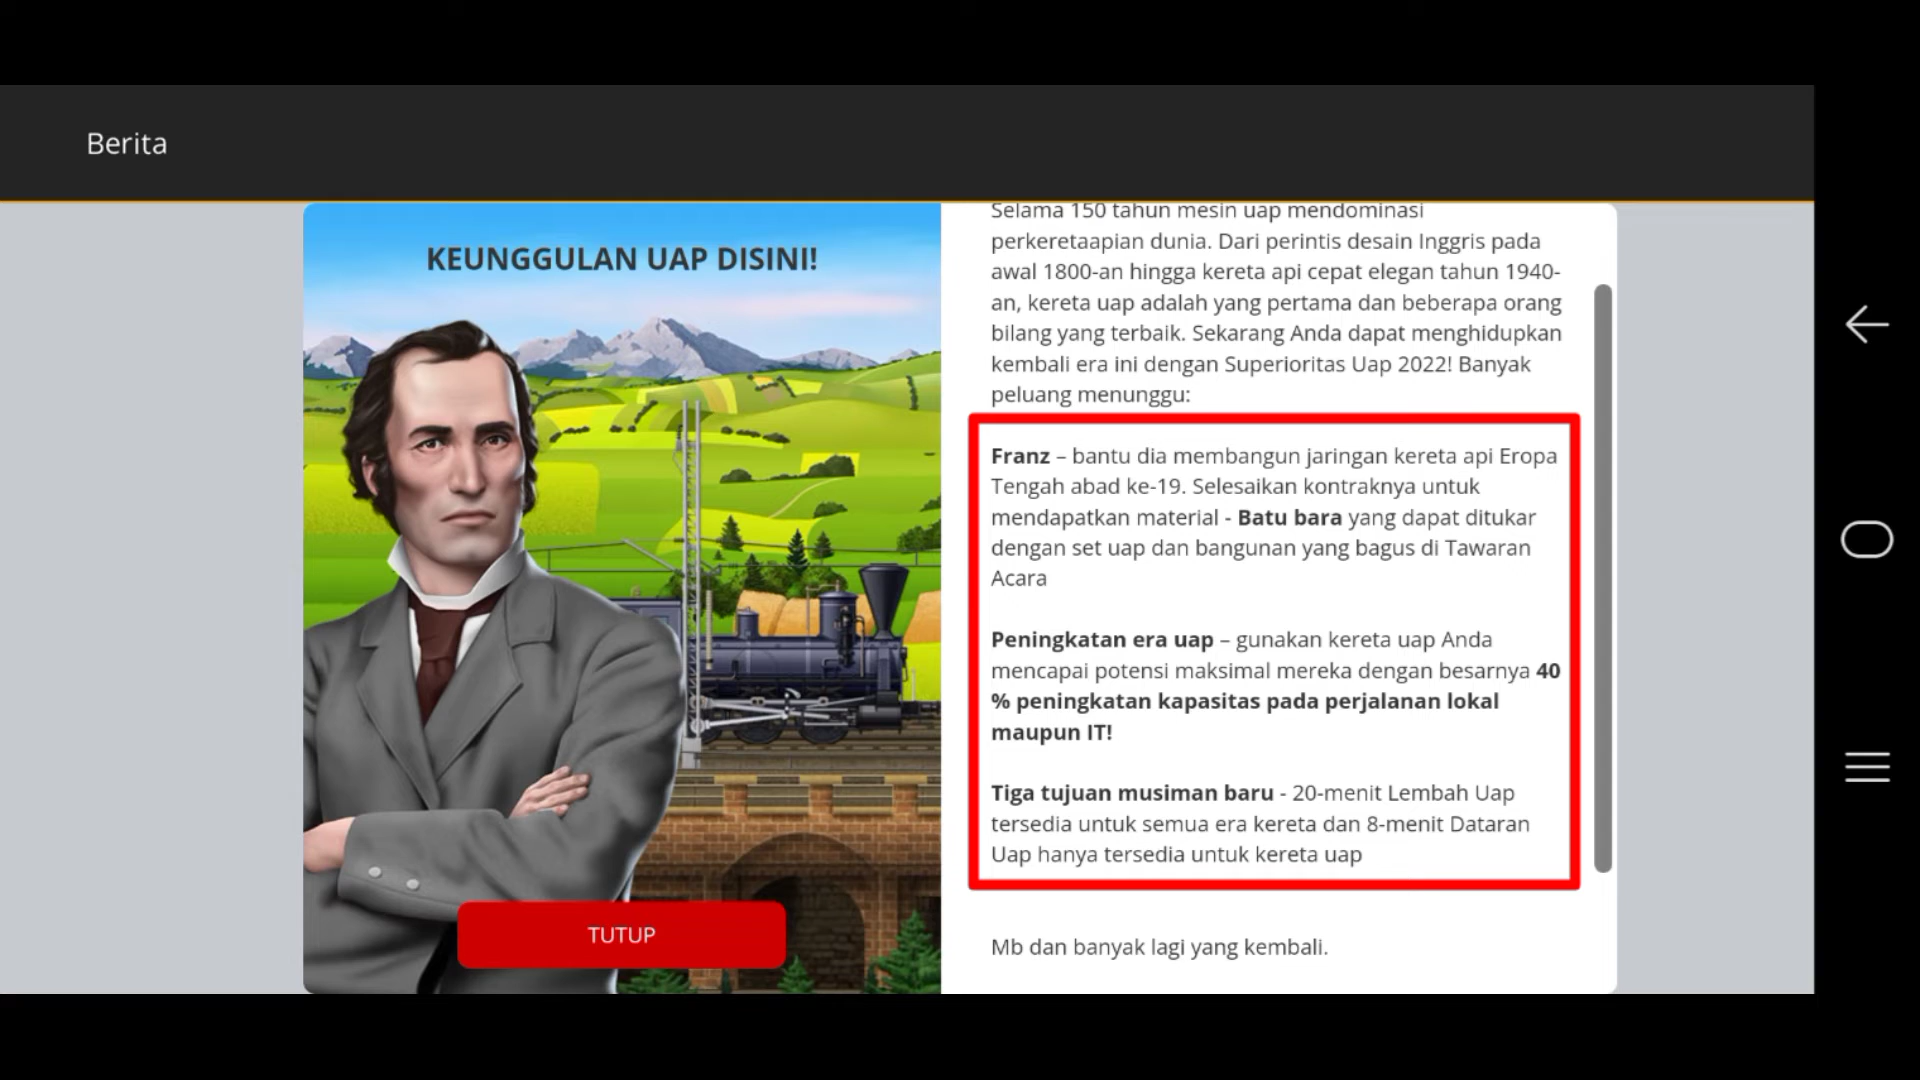 Berita
KEUNGGULAN UAP DISINI!
TUTUP
Selama 150 tahun mesin uap mendominasi
perkeretaapian dunia. Dari perintis desain Inggris pada
awal 1800-an hingga kereta api cepat elegan tahun 1940-
an, kereta uap adalah yang pertama dan beberapa orang
bilang yang terbaik. Sekarang Anda dapat menghidupkan
kembali era ini dengan Superioritas Uap 2022! Banyak
peluang menunggu:
Franz – bantu dia membangun jaringan kereta api Eropa
Tengah abad ke-19. Selesaikan kontraknya untuk
mendapatkan material - Batu bara yang dapat ditukar
dengan set uap dan bangunan yang bagus di Tawaran
Acara
Peningkatan era uap – gunakan kereta uap Anda
mencapai potensi maksimal mereka dengan besarnya 40
% peningkatan kapasitas pada perjalanan lokal
maupun IT!
Tiga tujuan musiman baru - 20-menit Lembah Uap
tersedia untuk semua era kereta dan 8-menit Dataran
Uap hanya tersedia untuk kereta uap
Mb dan banyak lagi yang kembali.